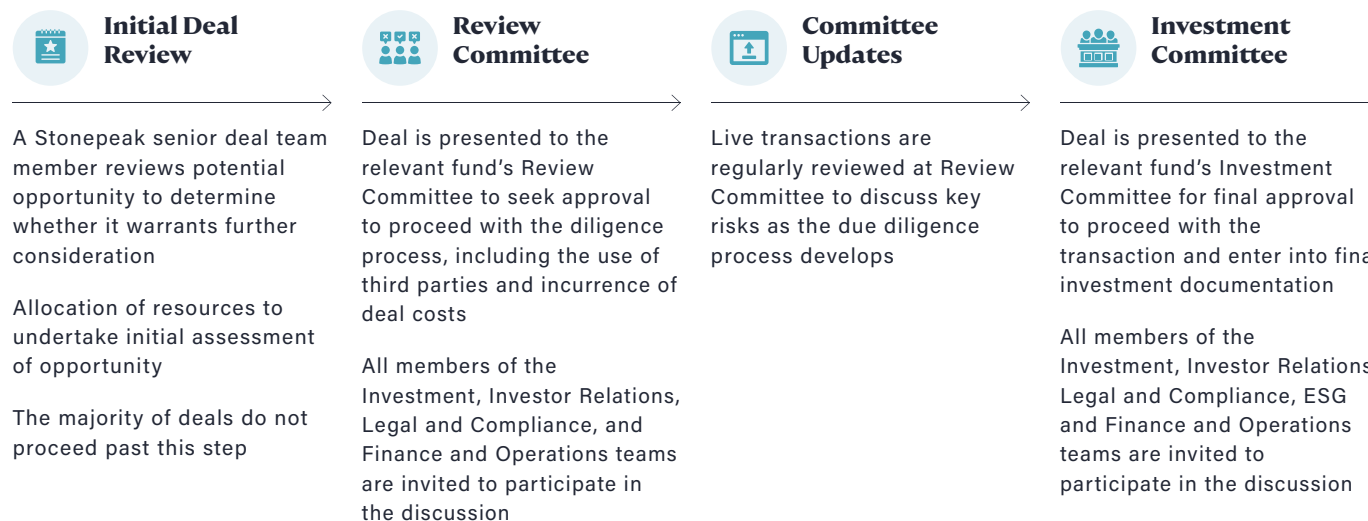 Initial Deal
Review
A Stonepeak senior deal team
member reviews potential
opportunity to determine
whether it warrants further
consideration
Allocation of resources to
undertake initial assessment
of opportunity
The majority of deals do not
proceed past this step
Review
Committee
Deal is presented to the
relevant fund’s Review
Committee to seek approval
to proceed with the diligence
process, including the use of
third parties and incurrence of
deal costs
All members of the
Investment, Investor Relations,
Legal and Compliance, and
Finance and Operations teams
are invited to participate in
the discussion
Committee
Updates
Live transactions are
regularly reviewed at Review
Committee to discuss key
risks as the due diligence
process develops
Investment
Committee
Deal is presented to the
relevant fund’s Investment
Committee for final approval
to proceed with the
transaction and enter into fina
investment documentation
All members of the
Investment, Investor Relations
Legal and Compliance, ESG
and Finance and Operations
teams are invited to
participate in the discussion